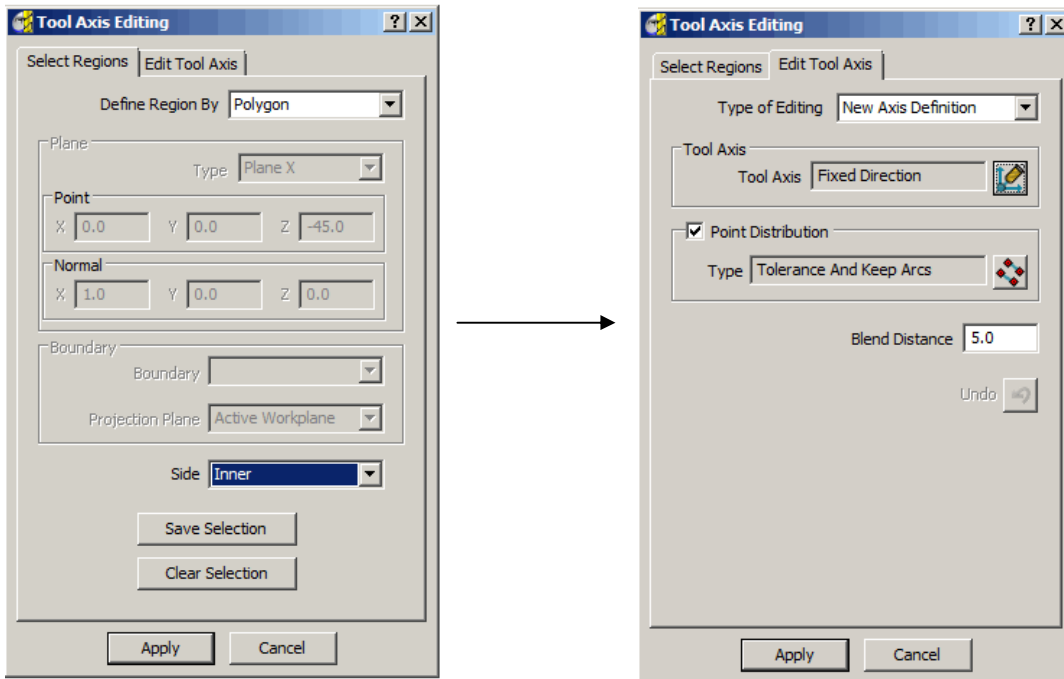 Tool Axis Editing
Select Regions Edit Tool Axis
Define Region By Polygon
Plane
Type Plane X
Point
X 0.0 Y 0.0 Z -45.0
Normal
X 1.0 Y 0.0 Z 0.0
Boundary
Boundary
Projection Plane Active Workplane
Side Inner
Save Selection
Clear Selection
Apply Cancel
Tool Axis Editing
Select Regions Edit Tool Axis
Type of Editing New Axis Definition
Tool Axis
Tool Axis Fixed Direction
Point Distribution
Type Tolerance And Keep Arcs
Blend Distance 5.0
Undo
Apply Cancel